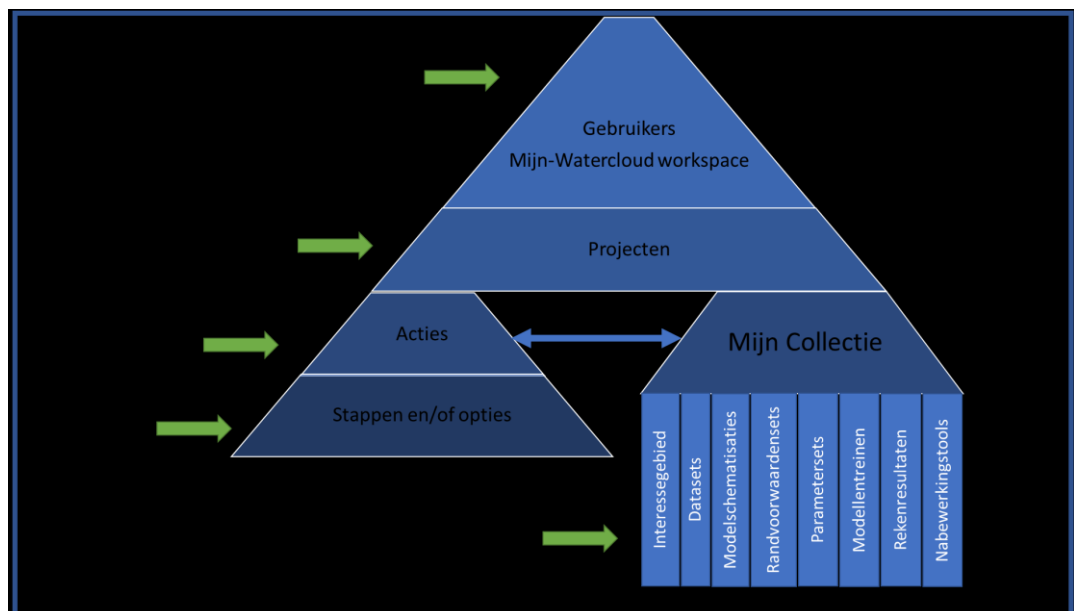 Gebruikers
Mijn-Watercloud workspace
Projecten
Acties
Mijn Collectie
Stappen en/of opties
Interessegebied
Datasets
Modelschematisaties
Randvoorwaardensets
Parametersets
Modellentreinen
Rekenresultaten
Nabewerkingstools